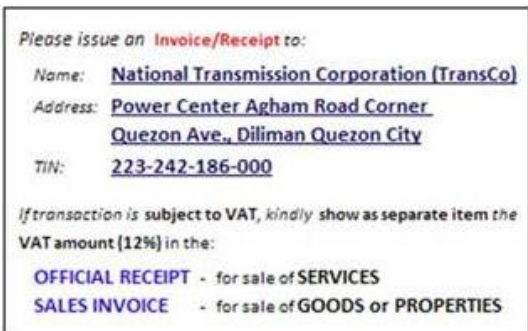 Please issue an Invoice/Receipt to:
Name: National Transmission Corporation (TransCo)
Address: Power Center Agham Road Corner
Quezon Ave., Diliman Quezon City
TIN: 223-242-186-000
If transaction is subject to VAT, kindly show as separate item the
VAT amount (12%) in the:
OFFICIAL RECEIPT - for sale of SERVICES
SALES INVOICE - for sale of GOODS or PROPERTIES